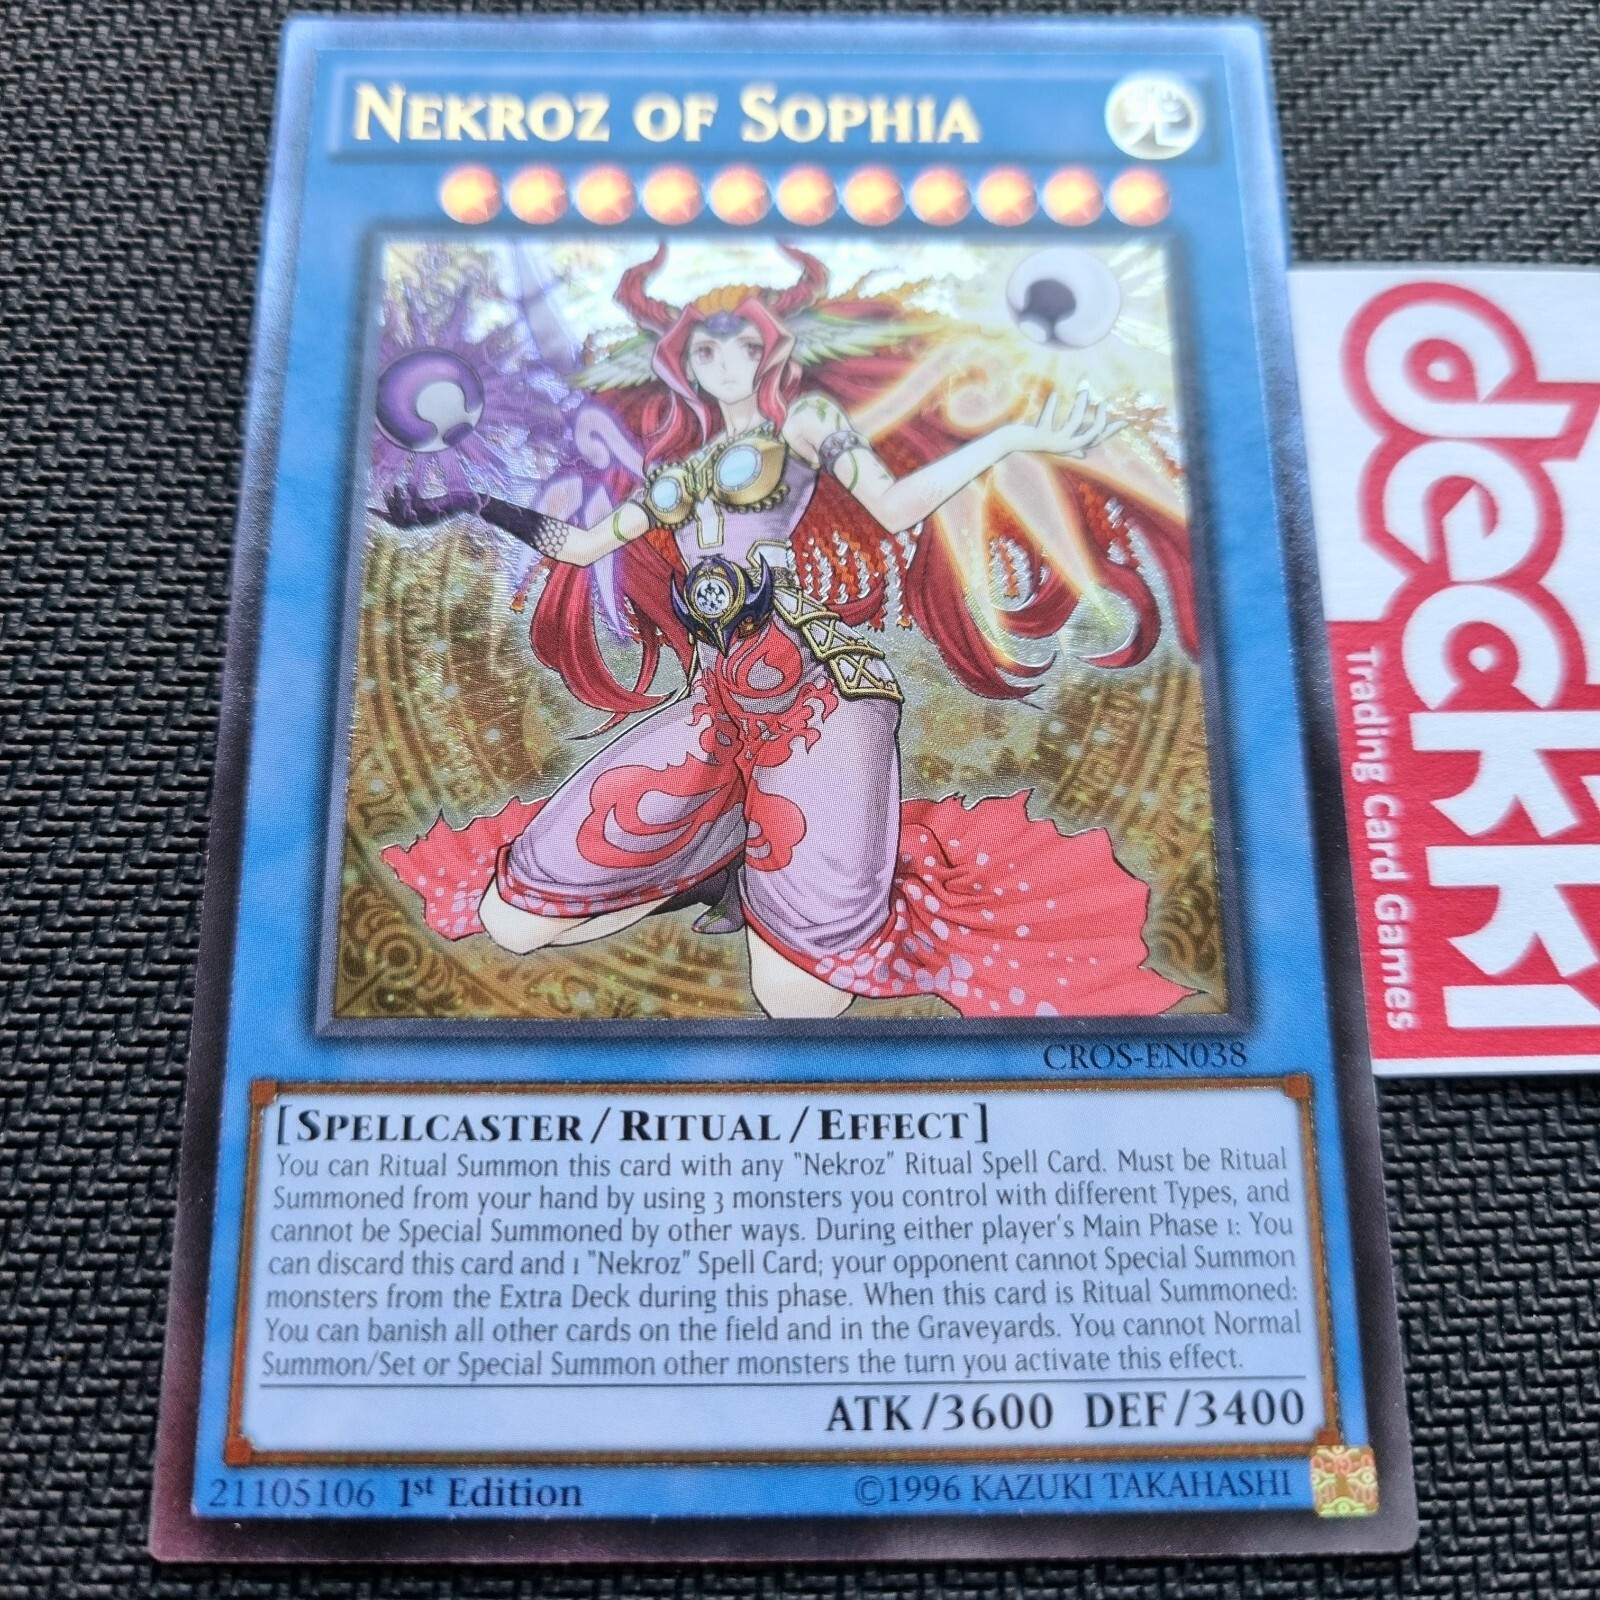 NEKROZ OF SOPHIA
光
CROS-EN038
[SPELLCASTER/RITUAL/EFFECT]
You can Ritual Summon this card with any "Nekroz" Ritual Spell Card. Must be Ritual
Summoned from your hand by using 3 monsters you control with different Types, and
cannot be Special Summoned by other ways. During either player's Main Phase 1: You
can discard this card and 1 "Nekroz" Spell Card; your opponent cannot Special Summon
monsters from the Extra Deck during this phase. When this card is Ritual Summoned:
You can banish all other cards on the field and in the Graveyards. You cannot Normal
Summon/Set or Special Summon other monsters the turn you activate this effect.
ATK/3600 DEF/3400
21105106 1st Edition
©1996 KAZUKI TAKAHASHI
Trading Card Games